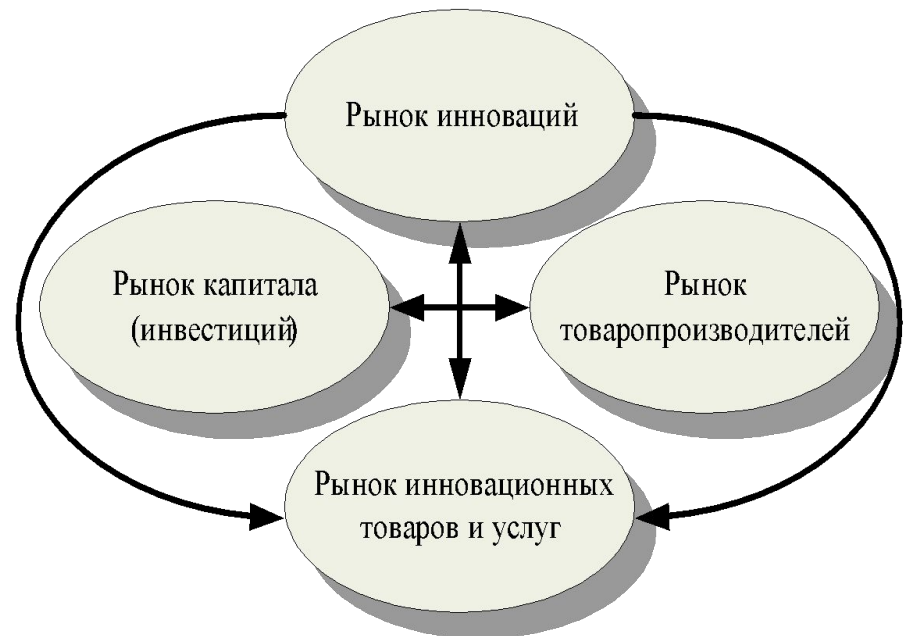 Рынок инноваций
Рынок капитала
(инвестиций)
Рынок
товаропроизводителей
Рынок инновационных
товаров и услуг